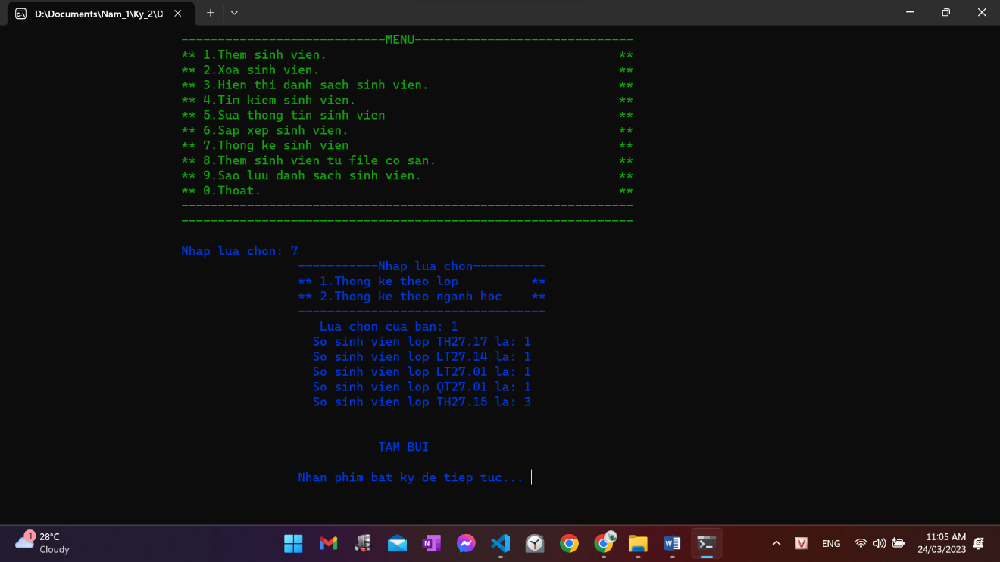 D:\Documents\Nam_1\Ky_2\D
----------------------------MENU------------------------------
** 1.Them sinh vien. **
** 2.Xoa sinh vien. **
** 3.Hien thi danh sach sinh vien. **
** 4.Tim kiem sinh vien. **
** 5.Sua thong tin sinh vien **
** 6.Sap xep sinh vien. **
** 7.Thong ke sinh vien **
** 8.Them sinh vien tu file co san. **
** 9.Sao luu danh sach sinh vien. **
** 0.Thoat. **
--------------------------------------------------------------
--------------------------------------------------------------
Nhap lua chon: 7
-----------Nhap lua chon----------
** 1.Thong ke theo lop **
** 2.Thong ke theo nganh hoc **
----------------------------------
Lua chon cua ban: 1
So sinh vien lop TH27.17 la: 1
So sinh vien lop LT27.14 la: 1
So sinh vien lop LT27.01 la: 1
So sinh vien lop QT27.01 la: 1
So sinh vien lop TH27.15 la: 3
TAM BUI
Nhan phim bat ky de tiep tuc...
1
28°C
Cloudy
V
ENG
11:05 AM
24/03/2023